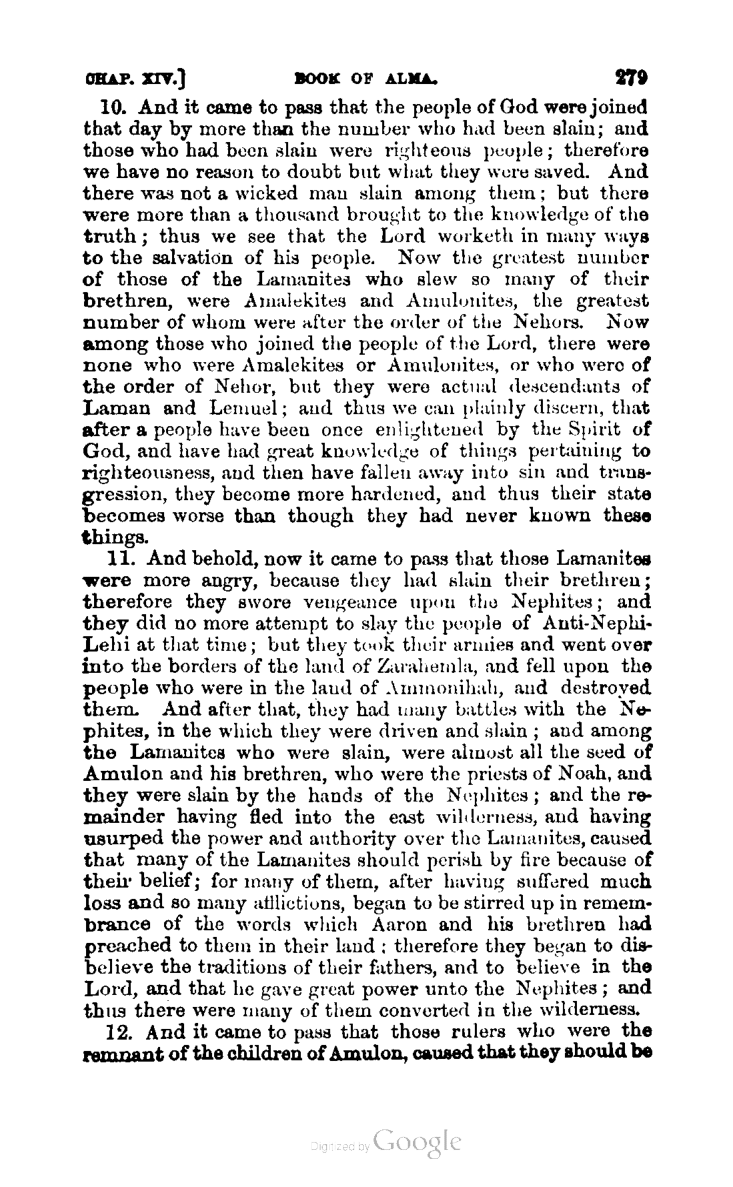 CHAP. XIV.] BOOK OF ALMA. 279
10. And it came to pass that the people of God were joined
that day by more than the number who had been slain; and
those who had been slain were righteous people; therefore
we have no reason to doubt but what they were saved. And
there was not a wicked man slain among them; but there
were more than a thousand brought to the knowledge of the
truth; thus we see that the Lord worketh in many ways
to the salvation of his people. Now the greatest number
of those of the Lamanites who slew so many of their
brethren, were Amalekites and Amulonites, the greatest
number of whom were after the order of the Nehors. Now
among those who joined the people of the Lord, there were
none who were Amalekites or Amulonites, or who were of
the order of Nehor, but they were actual descendants of
Laman and Lemuel; and thus we can plainly discern, that
after a people have been once enlightened by the Spirit of
God, and have had great knowledge of things pertaining to
righteousness, and then have fallen away into sin and trans-
gression, they become more hardened, and thus their state
becomes worse than though they had never known these
things.
11. And behold, now it came to pass that those Lamanites
were more angry, because they had slain their brethren;
therefore they swore vengeance upon the Nephites; and
they did no more attempt to slay the people of Anti-Nephi-
Lehi at that time; but they took their armies and went over
into the borders of the land of Zarahemla, and fell upon the
people who were in the land of Ammonihah, and destroyed
them. And after that, they had many battles with the Ne-
phites, in the which they were driven and slain; and among
the Lamanites who were slain, were almost all the seed of
Amulon and his brethren, who were the priests of Noah, and
they were slain by the hands of the Nephites; and the re-
mainder having fled into the east wilderness, and having
usurped the power and authority over the Lamanites, caused
that many of the Lamanites should perish by fire because of
their belief; for many of them, after having suffered much
loss and so many afflictions, began to be stirred up in remem-
brance of the words which Aaron and his brethren had
preached to them in their land: therefore they began to dis-
believe the traditions of their fathers, and to believe in the
Lord, and that he gave great power unto the Nephites; and
thus there were many of them converted in the wilderness.
12. And it came to pass that those rulers who were the
remnant of the children of Amulon, caused that they should be
Digitized by Google